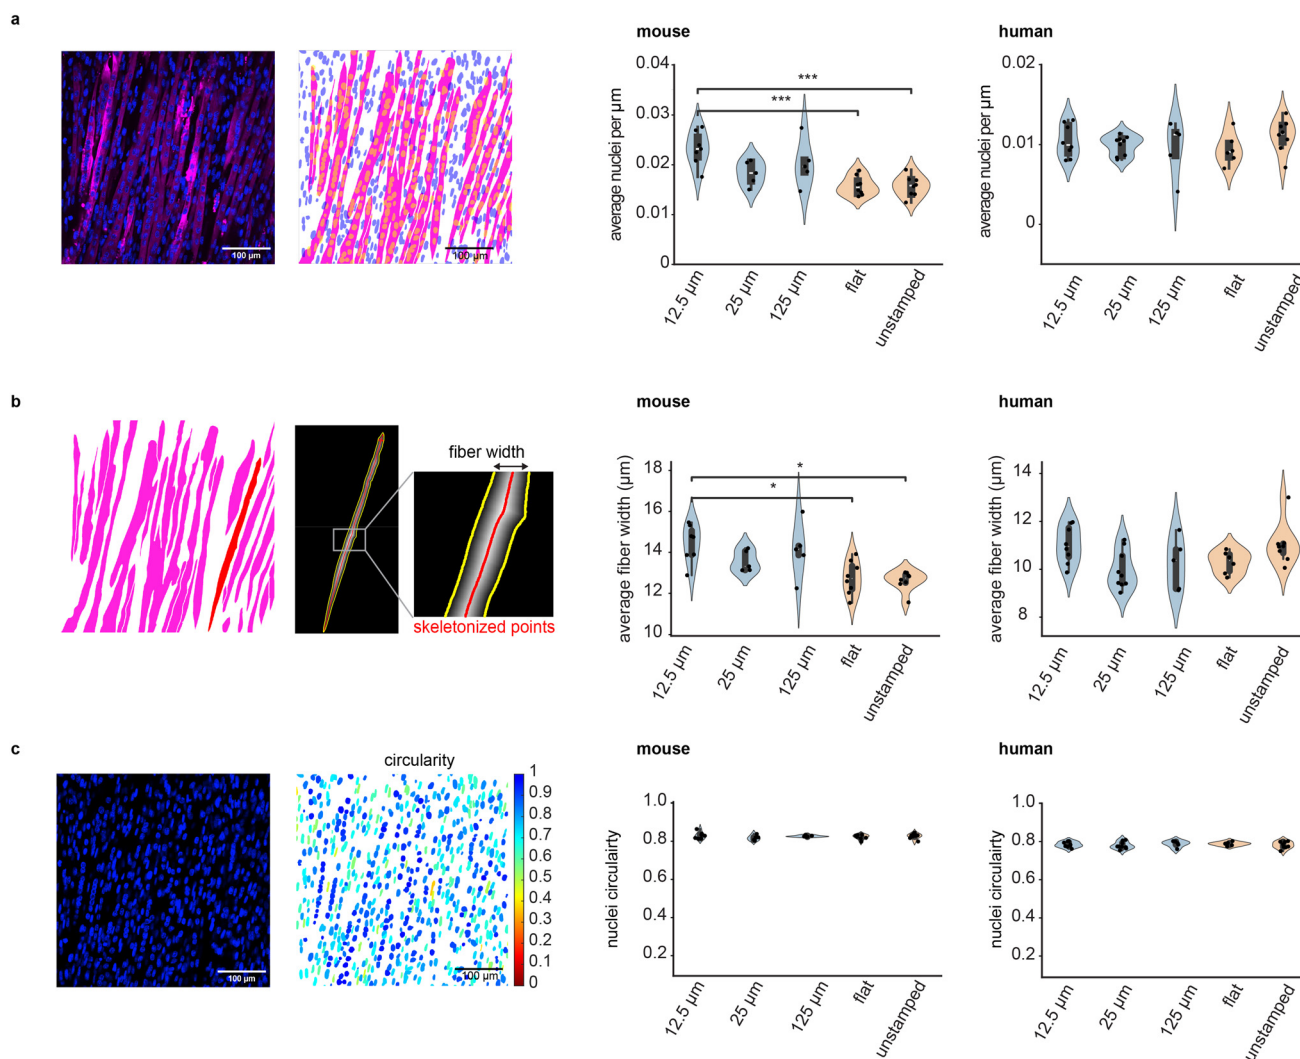 a
100 µm
100 µm
mouse
average nuclei per µm
0.04
0.03
0.02
0.01
0
***
***
12.5 µm
25 µm
125 µm
flat
unstamped
human
average nuclei per µm
0.02
0.01
0
12.5 µm
25 µm
125 µm
flat
unstamped
b
fiber width
skeletonized points
mouse
average fiber width (µm)
18
16
14
12
10
*
*
12.5 µm
25 µm
125 µm
flat
unstamped
human
average fiber width (µm)
14
12
10
8
12.5 µm
25 µm
125 µm
flat
unstamped
c
100 µm
circularity
1
0.9
0.8
0.7
0.6
0.5
0.4
0.3
0.2
0.1
0
100 µm
mouse
nuclei circulairty
1.0
0.8
0.6
0.4
0.2
12.5 µm
25 µm
125 µm
flat
unstamped
human
nuclei circularity
1.0
0.8
0.6
0.4
0.2
12.5 µm
25 µm
125 µm
flat
unstamped